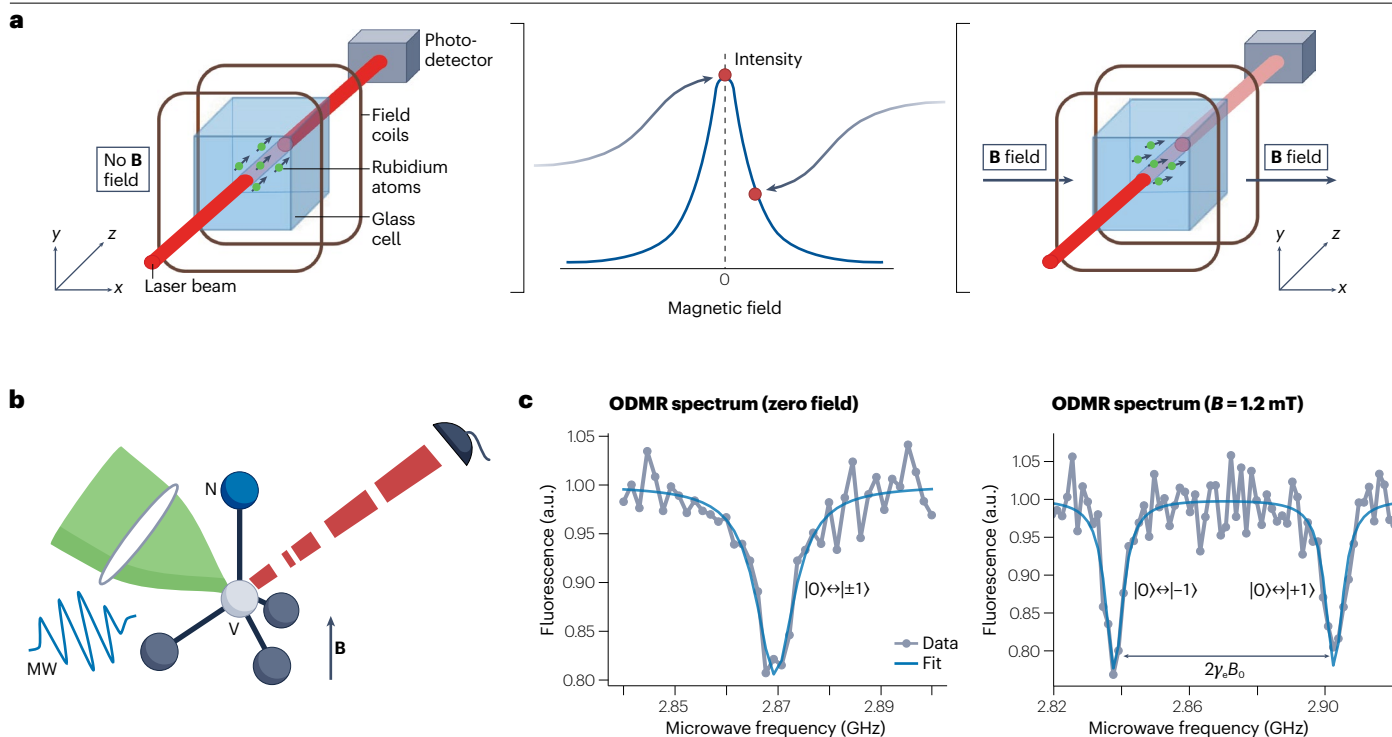 a
Photo-
detector
Field
coils
Rubidium
atoms
Glass
cell
No B
field
y
z
x
Laser beam
Intensity
0
Magnetic field
B field
B field
y
z
x
b
N
V
MW
B
c
ODMR spectrum (zero field)
1.05
1.00
0.95
0.90
0.85
0.80
Fluorescence (a.u.)
|0⟩↔|±1⟩
Data
Fit
2.85
2.87
2.89
Microwave frequency (GHz)
ODMR spectrum (B = 1.2 mT)
1.05
1.00
0.95
0.90
0.85
0.80
Fluorescence (a.u.)
|0⟩↔|−1⟩
|0⟩↔|+1⟩
2γₑB₀
2.82
2.86
2.90
Microwave frequency (GHz)